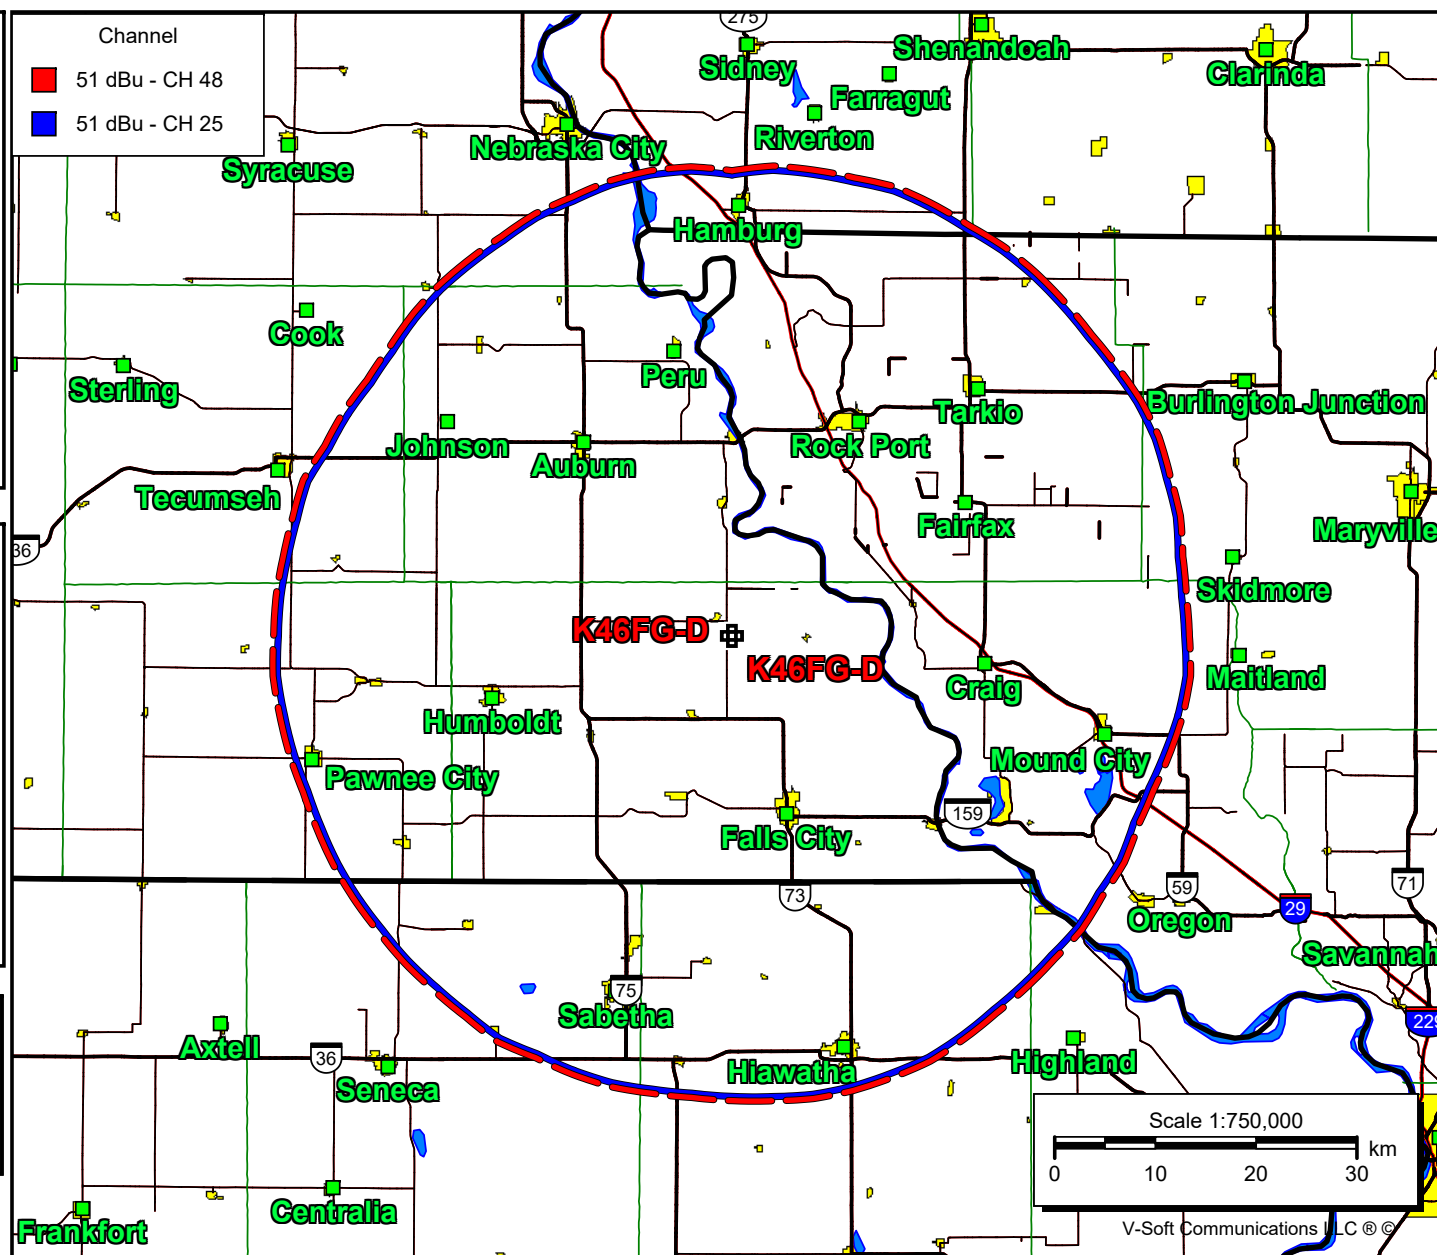 Channel
51 dBu - CH 48
51 dBu - CH 25
275
Sidney
Shenandoah
Farragut
Clarinda
Riverton
Nebraska City
Syracuse
Hamburg
Cook
Peru
Sterling
Tarkio
Burlington Junction
Johnson
Auburn
Rock Port
Tecumseh
Fairfax
Maryville
36
Skidmore
K46FG-D
K46FG-D
Maitland
Craig
Humboldt
Mound City
Pawnee City
159
Falls City
73
59
71
29
Oregon
Savannah
75
Sabetha
229
Axtell
36
Hiawatha
Highland
Seneca
Scale 1:750,000
km
0 10 20 30
Centralia
Frankfort
V-Soft Communications LLC ® ©